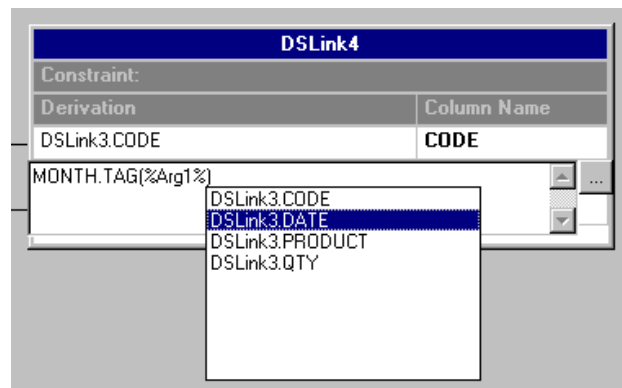 DSLink4
Constraint:
Derivation Column Name
DSLink3.CODE CODE
MONTH.TAG(%Arg1%) ...
DSLink3.CODE
DSLink3.DATE
DSLink3.PRODUCT
DSLink3.QTY